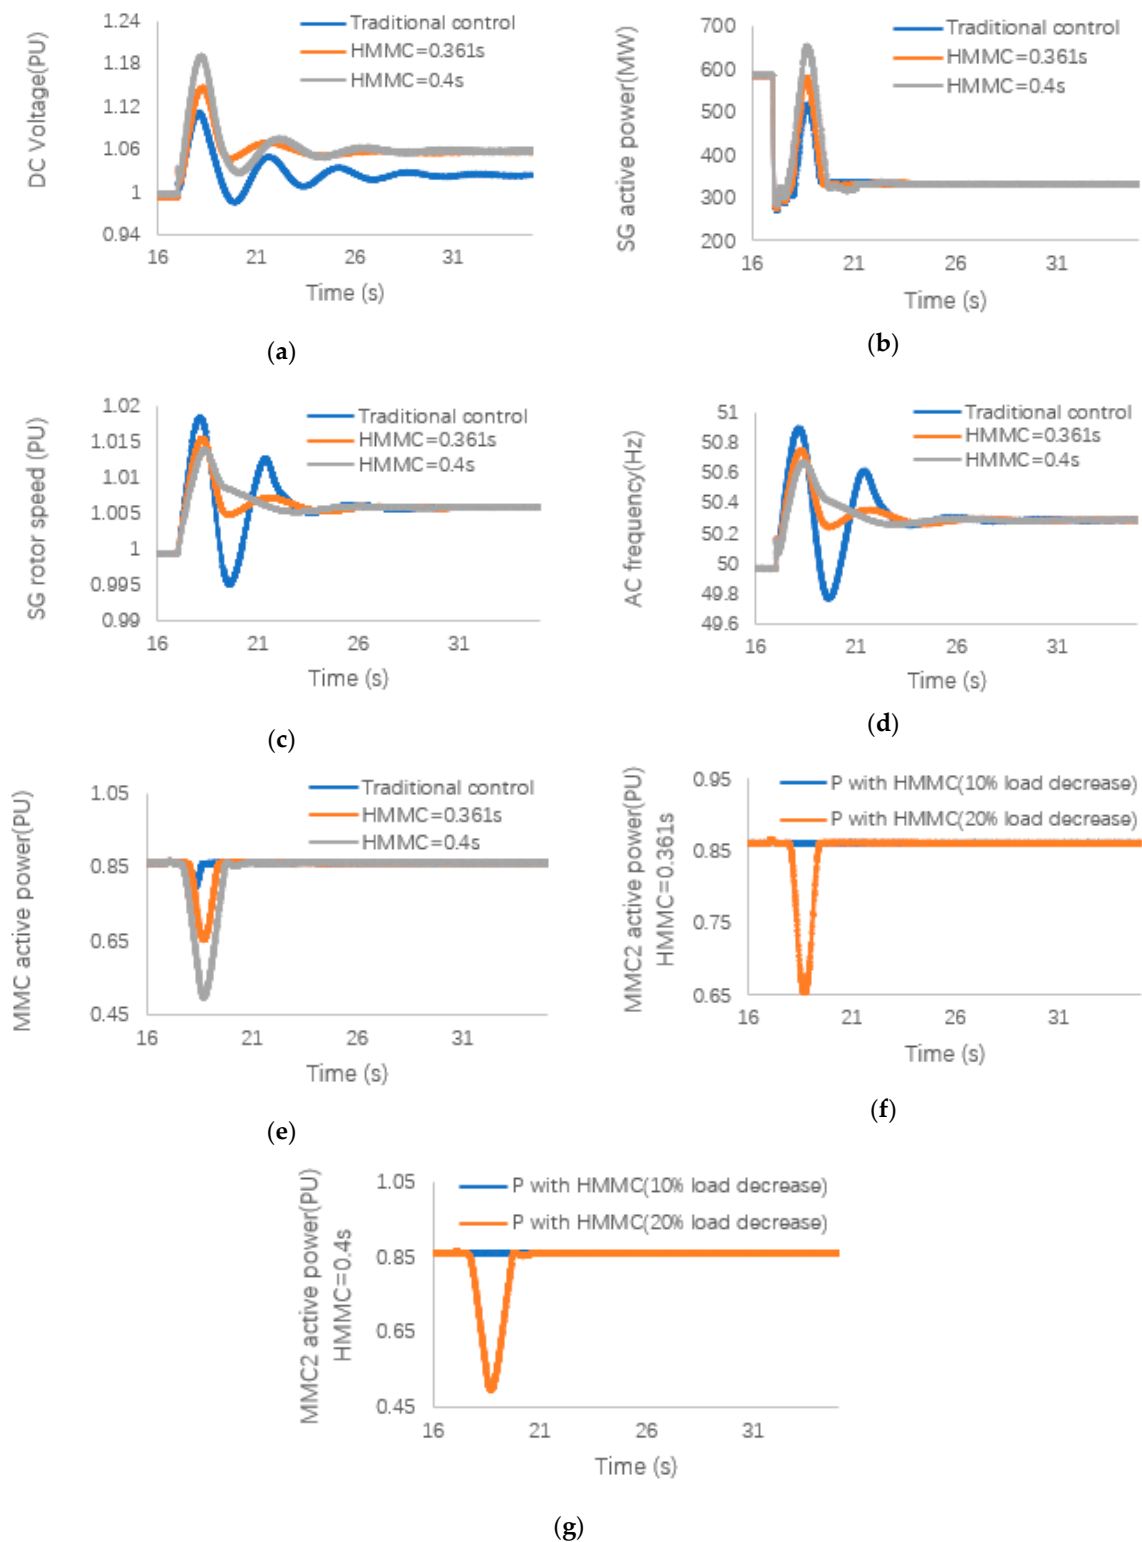 DC Voltage(PU)
1.24
1.18
1.12
1.06
1
0.94
Traditional control
HMMC=0.361s
HMMC=0.4s
16
21
26
31
Time (s)
(a)
SG active power(MW)
700
600
500
400
300
200
Traditional control
HMMC=0.361s
HMMC=0.4s
16
21
26
31
Time (s)
(b)
SG rotor speed (PU)
1.02
1.015
1.01
1.005
1
0.995
0.99
Traditional control
HMMC=0.361s
HMMC=0.4s
16
21
26
31
Time (s)
(c)
AC frequency(Hz)
51
50.8
50.6
50.4
50.2
50
49.8
49.6
Traditional control
HMMC=0.361s
HMMC=0.4s
16
21
26
31
Time (s)
(d)
MMC active power(PU)
1.05
0.85
0.65
0.45
Traditional control
HMMC=0.361s
HMMC=0.4s
16
21
26
31
Time (s)
(e)
MMC2 active power(PU)
HMMC=0.361s
0.95
0.85
0.75
0.65
P with HMMC(10% load decrease)
P with HMMC(20% load decrease)
16
21
26
31
Time (s)
(f)
MMC2 active power(PU)
HMMC=0.4s
1.05
0.85
0.65
0.45
P with HMMC(10% load decrease)
P with HMMC(20% load decrease)
16
21
26
31
Time (s)
(g)